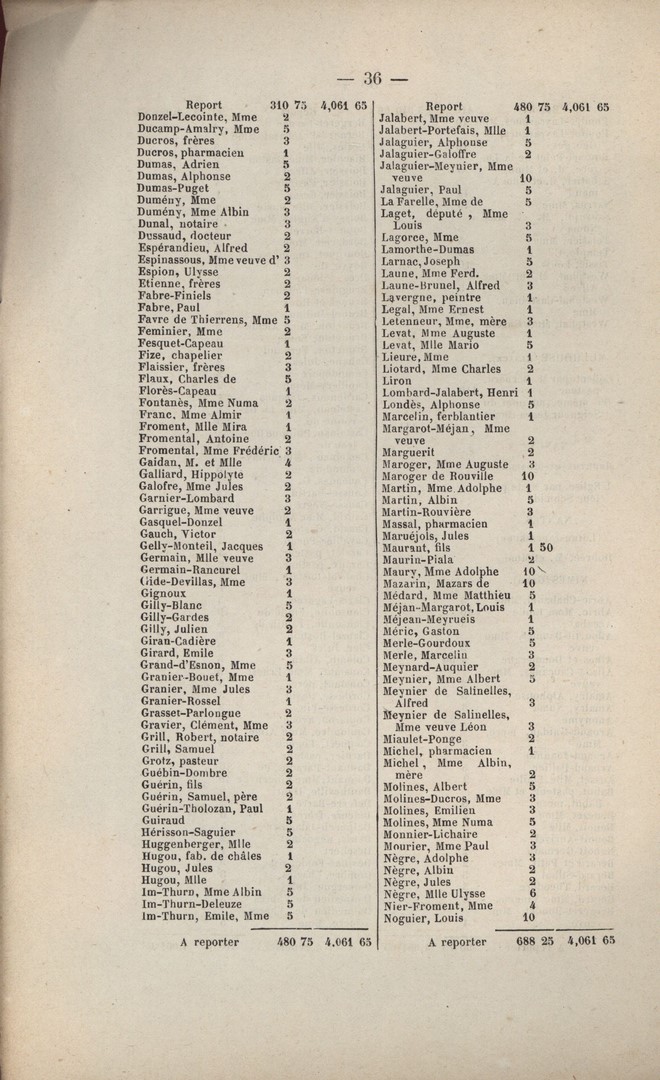 — 36 —
Report 310 75 4,061 65
Donzel-Lecointe, Mme 2
Ducamp-Amalry, Mme 5
Ducros, frères 3
Ducros, pharmacien 1
Dumas, Adrien 5
Dumas, Alphonse 2
Dumas-Puget 5
Dumény, Mme 2
Dumény, Mme Albin 3
Dunal, notaire 3
Dussaud, docteur 2
Espérandieu, Alfred 2
Espinassous, Mme veuve d' 3
Espion, Ulysse 2
Etienne, frères 2
Fabre-Finiels 2
Fabre, Paul 1
Favre de Thierrens, Mme 5
Feminier, Mme 2
Fesquet-Capeau 1
Fize, chapelier 2
Flaissier, frères 3
Flaux, Charles de 5
Florès-Capeau 1
Fontanès, Mme Numa 2
Franc, Mme Almir 1
Froment, Mlle Mira 1
Fromental, Antoine 2
Fromental, Mme Frédéric 3
Gaidan, M. et Mlle 4
Galliard, Hippolyte 2
Galofre, Mme Jules 2
Garnier-Lombard 3
Garrigue, Mme veuve 2
Gasquel-Donzel 1
Gauch, Victor 2
Gelly-Monteil, Jacques 1
Germain, Mlle veuve 3
Germain-Rancurel 1
Gide-Devillas, Mme 3
Gignoux 1
Gilly-Blanc 5
Gilly-Gardes 2
Gilly, Julien 2
Giran-Cadière 1
Girard, Emile 3
Grand-d'Esnon, Mme 5
Granier-Bouet, Mme 1
Granier, Mme Jules 3
Granier-Rossel 1
Grasset-Parlongue 2
Gravier, Clément, Mme 3
Grill, Robert, notaire 2
Grill, Samuel 2
Grotz, pasteur 2
Guébin-Dombre 2
Guérin, fils 2
Guérin, Samuel, père 2
Guérin-Tholozan, Paul 1
Guiraud 5
Hérisson-Saguier 5
Huggenberger, Mlle 2
Hugou, fab. de châles 1
Hugou, Jules 2
Hugou, Mlle 1
Im-Thurn, Mme Albin 5
Im-Thurn-Deleuze 5
Im-Thurn, Emile, Mme 5
A reporter 480 75 4,061 65
Report 480 75 4,061 65
Jalabert, Mme veuve 1
Jalabert-Portefais, Mlle 1
Jalaguier, Alphonse 5
Jalaguier-Galoffre 2
Jalaguier-Meynier, Mme
veuve 10
Jalaguier, Paul 5
La Farelle, Mme de 5
Laget, député, Mme
Louis 3
Lagorce, Mme 5
Lamorthe-Dumas 1
Larnac, Joseph 5
Laune, Mme Ferd. 2
Laune-Brunel, Alfred 3
Lavergne, peintre 1
Legal, Mme Ernest 1
Letenneur, Mme, mère 3
Levat, Mme Auguste 1
Levat, Mlle Mario 5
Lieure, Mme 1
Liotard, Mme Charles 2
Liron 1
Lombard-Jalabert, Henri 1
Londès, Alphonse 5
Marcelin, ferblantier 1
Margarot-Méjan, Mme
veuve 2
Marguerit 2
Maroger, Mme Auguste 3
Maroger de Rouville 10
Martin, Mme Adolphe 1
Martin, Albin 5
Martin-Rouvière 3
Massal, pharmacien 1
Maruéjols, Jules 1
Maurant, fils 1 50
Maurin-Piala 2
Maury, Mme Adolphe 10
Mazarin, Mazars de 10
Médard, Mme Matthieu 5
Méjan-Margarot, Louis 1
Méjean-Meyrueis 1
Méric, Gaston 5
Merle-Gourdoux 5
Merle, Marcelin 3
Meynard-Auquier 2
Meynier, Mme Albert 5
Meynier de Salinelles,
Alfred 3
Meynier de Salinelles,
Mme veuve Léon 3
Miaulet-Ponge 2
Michel, pharmacien 1
Michel, Mme Albin,
mère 2
Molines, Albert 5
Molines-Ducros, Mme 3
Molines, Emilien 3
Molines, Mme Numa 5
Monnier-Lichaire 2
Mourier, Mme Paul 3
Nègre, Adolphe 3
Nègre, Albin 2
Nègre, Jules 2
Nègre, Mlle Ulysse 6
Nier-Froment, Mme 4
Noguier, Louis 10
A reporter 688 25 4,061 65